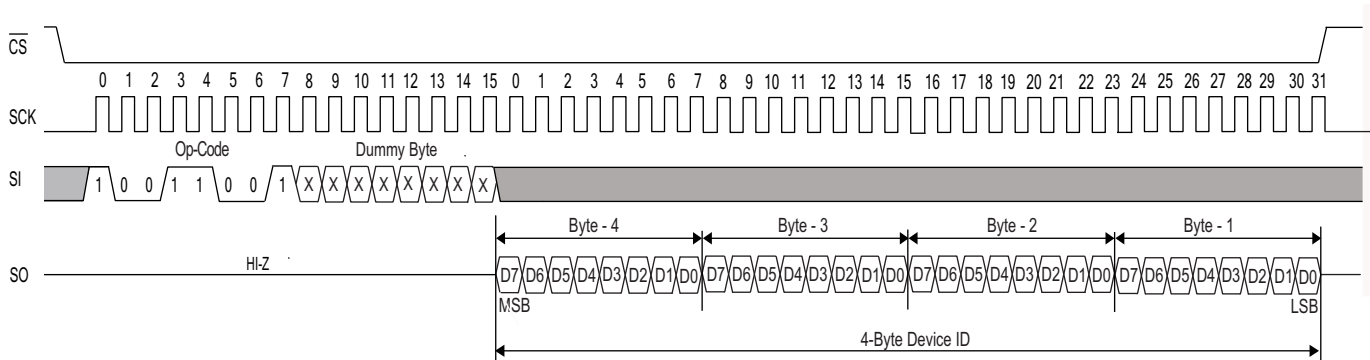 CS
0 1 2 3 4 5 6 7 8 9 10 11 12 13 14 15 0 1 2 3 4 5 6 7 8 9 10 11 12 13 14 15 16 17 18 19 20 21 22 23 24 25 26 27 28 29 30 31
SCK
Op-Code Dummy Byte
SI 1 0 0 1 1 0 0 1 X X X X X X X X
Byte - 4 Byte - 3 Byte - 2 Byte - 1
SO HI-Z D7 D6 D5 D4 D3 D2 D1 D0 D7 D6 D5 D4 D3 D2 D1 D0 D7 D6 D5 D4 D3 D2 D1 D0 D7 D6 D5 D4 D3 D2 D1 D0
MSB LSB
4-Byte Device ID